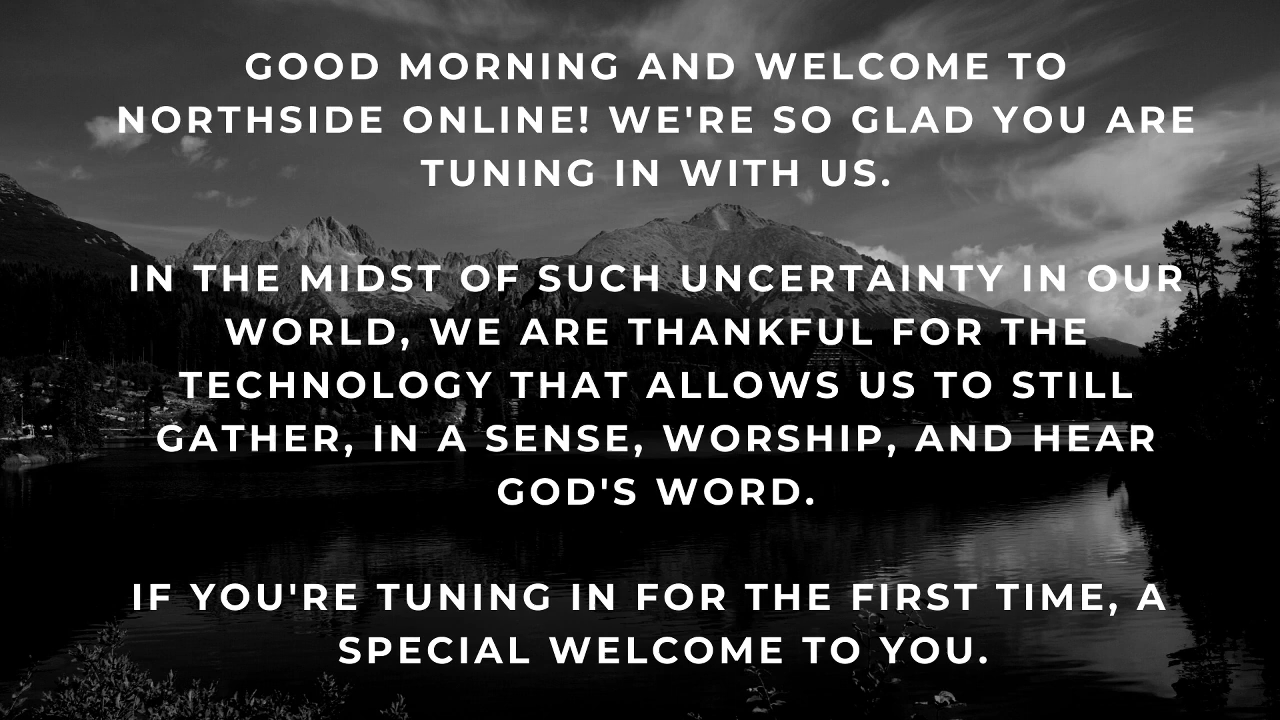 GOOD MORNING AND WELCOME TO
NORTHSIDE ONLINE! WE'RE SO GLAD YOU ARE
TUNING IN WITH US.
IN THE MIDST OF SUCH UNCERTAINTY IN OUR
WORLD, WE ARE THANKFUL FOR THE
TECHNOLOGY THAT ALLOWS US TO STILL
GATHER, IN A SENSE, WORSHIP, AND HEAR
GOD'S WORD.
IF YOU'RE TUNING IN FOR THE FIRST TIME, A
SPECIAL WELCOME TO YOU.